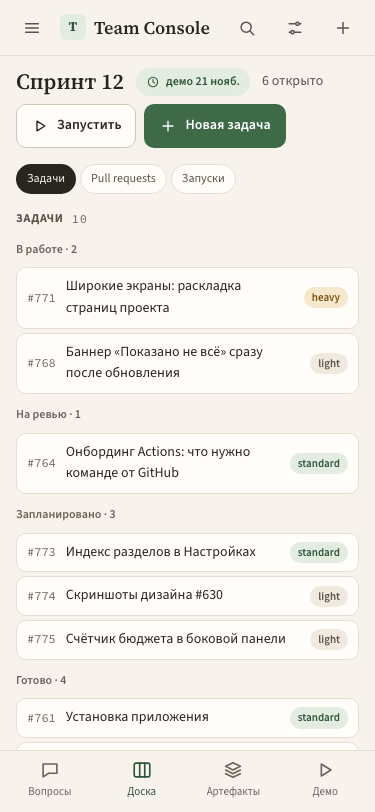 T Team Console
Спринт 12 демо 21 нояб. 6 открыто
Запустить Новая задача
Задачи Pull requests Запуски
ЗАДАЧИ 10
В работе · 2
#771 Широкие экраны: раскладка
страниц проекта
heavy
#768 Баннер «Показано не всё» сразу
после обновления
light
На ревью · 1
#764 Онбординг Actions: что нужно
команде от GitHub
standard
Запланировано · 3
#773 Индекс разделов в Настройках standard
#774 Скриншоты дизайна #630 light
#775 Счётчик бюджета в боковой панели light
Готово · 4
#761 Установка приложения standard
Вопросы Доска Артефакты Демо